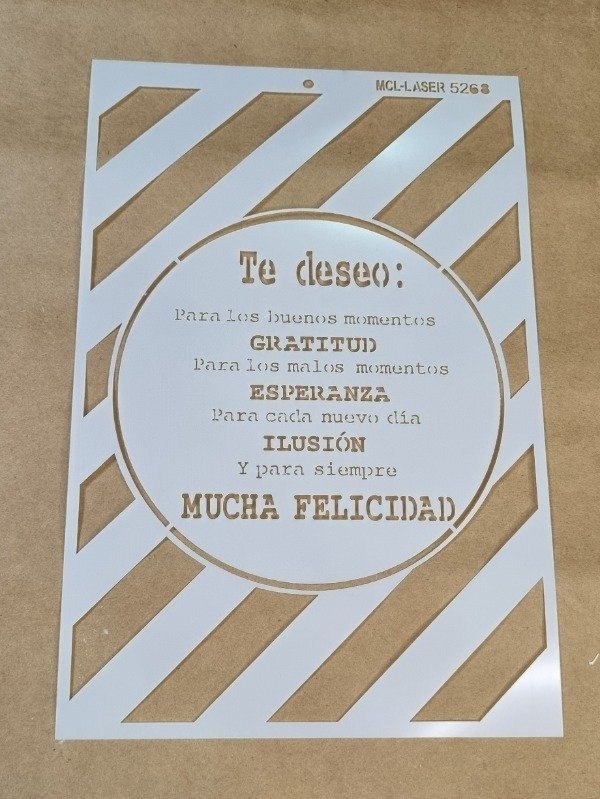 MCL-LASER 5268
Te deseo:
Para los buenos momentos
GRATITUD
Para los malos momentos
ESPERANZA
Para cada nuevo día
ILUSIÓN
Y para siempre
MUCHA FELICIDAD